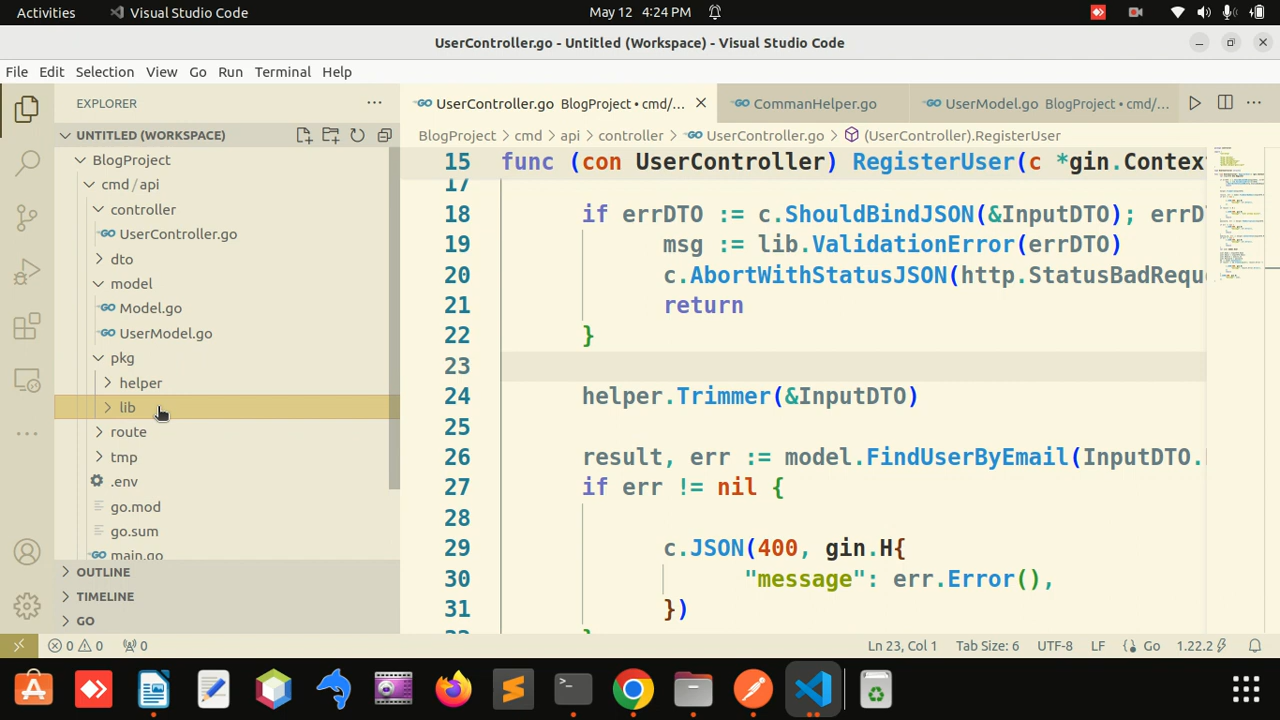 Activities Visual Studio Code May 12 4:24 PM
UserController.go - Untitled (Workspace) - Visual Studio Code
File Edit Selection View Go Run Terminal Help
EXPLORER
UserController.go BlogProject • cmd/...
CommanHelper.go
UserModel.go BlogProject • cmd/...
UNTITLED (WORKSPACE)
BlogProject
cmd/api
controller
UserController.go
dto
model
Model.go
UserModel.go
pkg
helper
lib
route
tmp
.env
go.mod
go.sum
main.go
OUTLINE
TIMELINE
GO
BlogProject > cmd > api > controller > UserController.go > (UserController).RegisterUser
15 func (con UserController) RegisterUser(c *gin.Context
17
18 if errDTO := c.ShouldBindJSON(&InputDTO); errD
19 msg := lib.ValidationError(errDTO)
20 c.AbortWithStatusJSON(http.StatusBadReque
21 return
22 }
23
24 helper.Trimmer(&InputDTO)
25
26 result, err := model.FindUserByEmail(InputDTO.
27 if err != nil {
28
29 c.JSON(400, gin.H{
30 "message": err.Error(),
31 })
32 }
0 0 0 Ln 23, Col 1 Tab Size: 6 UTF-8 LF {} Go 1.22.2